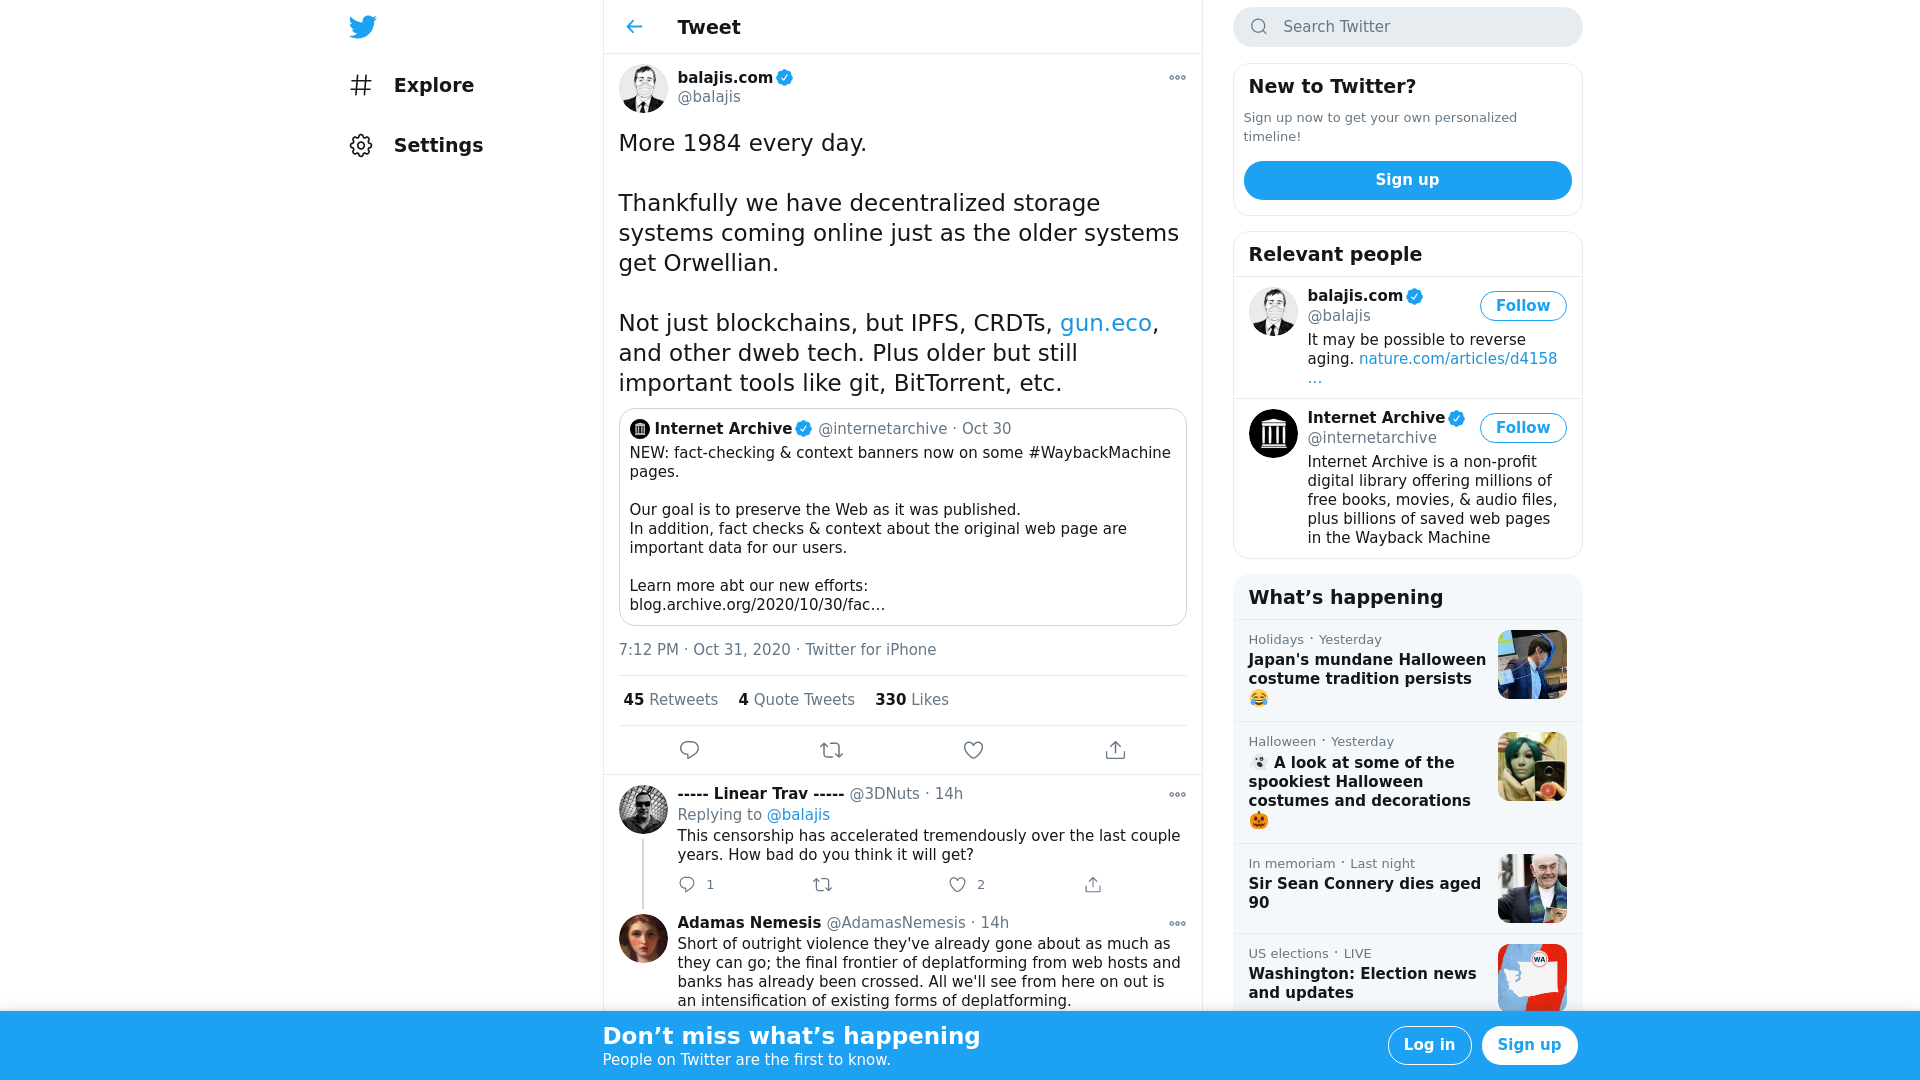 Explore
Settings
Tweet
balajis.com
@balajis
More 1984 every day.
Thankfully we have decentralized storage
systems coming online just as the older systems
get Orwellian.
Not just blockchains, but IPFS, CRDTs, gun.eco,
and other dweb tech. Plus older but still
important tools like git, BitTorrent, etc.
Internet Archive @internetarchive · Oct 30
NEW: fact-checking & context banners now on some #WaybackMachine
pages.
Our goal is to preserve the Web as it was published.
In addition, fact checks & context about the original web page are
important data for our users.
Learn more abt our new efforts:
blog.archive.org/2020/10/30/fac…
7:12 PM · Oct 31, 2020 · Twitter for iPhone
45 Retweets 4 Quote Tweets 330 Likes
----- Linear Trav ----- @3DNuts · 14h
Replying to @balajis
This censorship has accelerated tremendously over the last couple
years. How bad do you think it will get?
1 2
Adamas Nemesis @AdamasNemesis · 14h
Short of outright violence they've already gone about as much as
they can go; the final frontier of deplatforming from web hosts and
banks has already been crossed. All we'll see from here on out is
an intensification of existing forms of deplatforming.
Search Twitter
New to Twitter?
Sign up now to get your own personalized
timeline!
Sign up
Relevant people
balajis.com
@balajis
Follow
It may be possible to reverse
aging. nature.com/articles/d4158
…
Internet Archive
@internetarchive
Follow
Internet Archive is a non-profit
digital library offering millions of
free books, movies, & audio files,
plus billions of saved web pages
in the Wayback Machine
What's happening
Holidays · Yesterday
Japan's mundane Halloween
costume tradition persists
😂
Halloween · Yesterday
👻 A look at some of the
spookiest Halloween
costumes and decorations
🎃
In memoriam · Last night
Sir Sean Connery dies aged
90
US elections · LIVE
Washington: Election news
and updates
WA
Don't miss what's happening
People on Twitter are the first to know.
Log in
Sign up